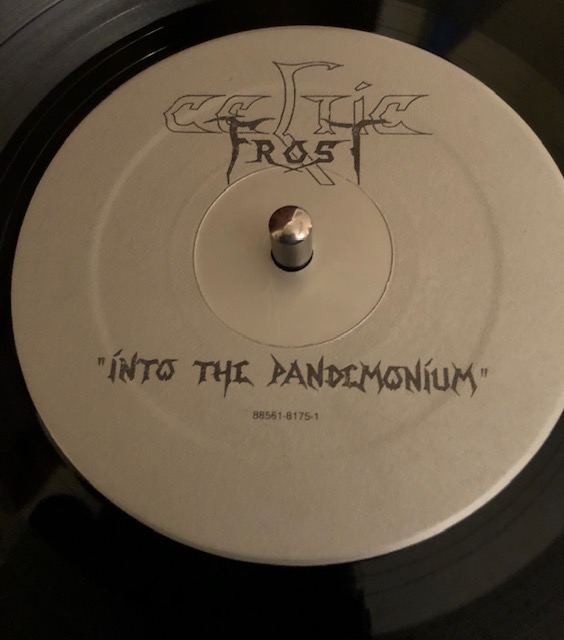 celtic
FROST
"INTO THE PANDEMONIUM"
88561-8175-1